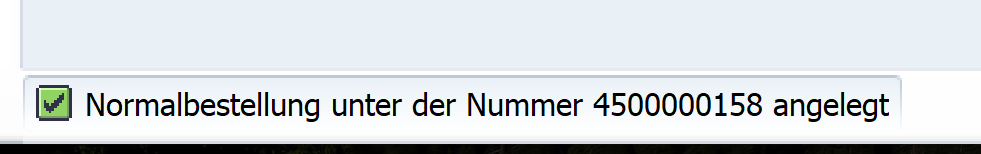 Normalbestellung unter der Nummer 4500000158 angelegt